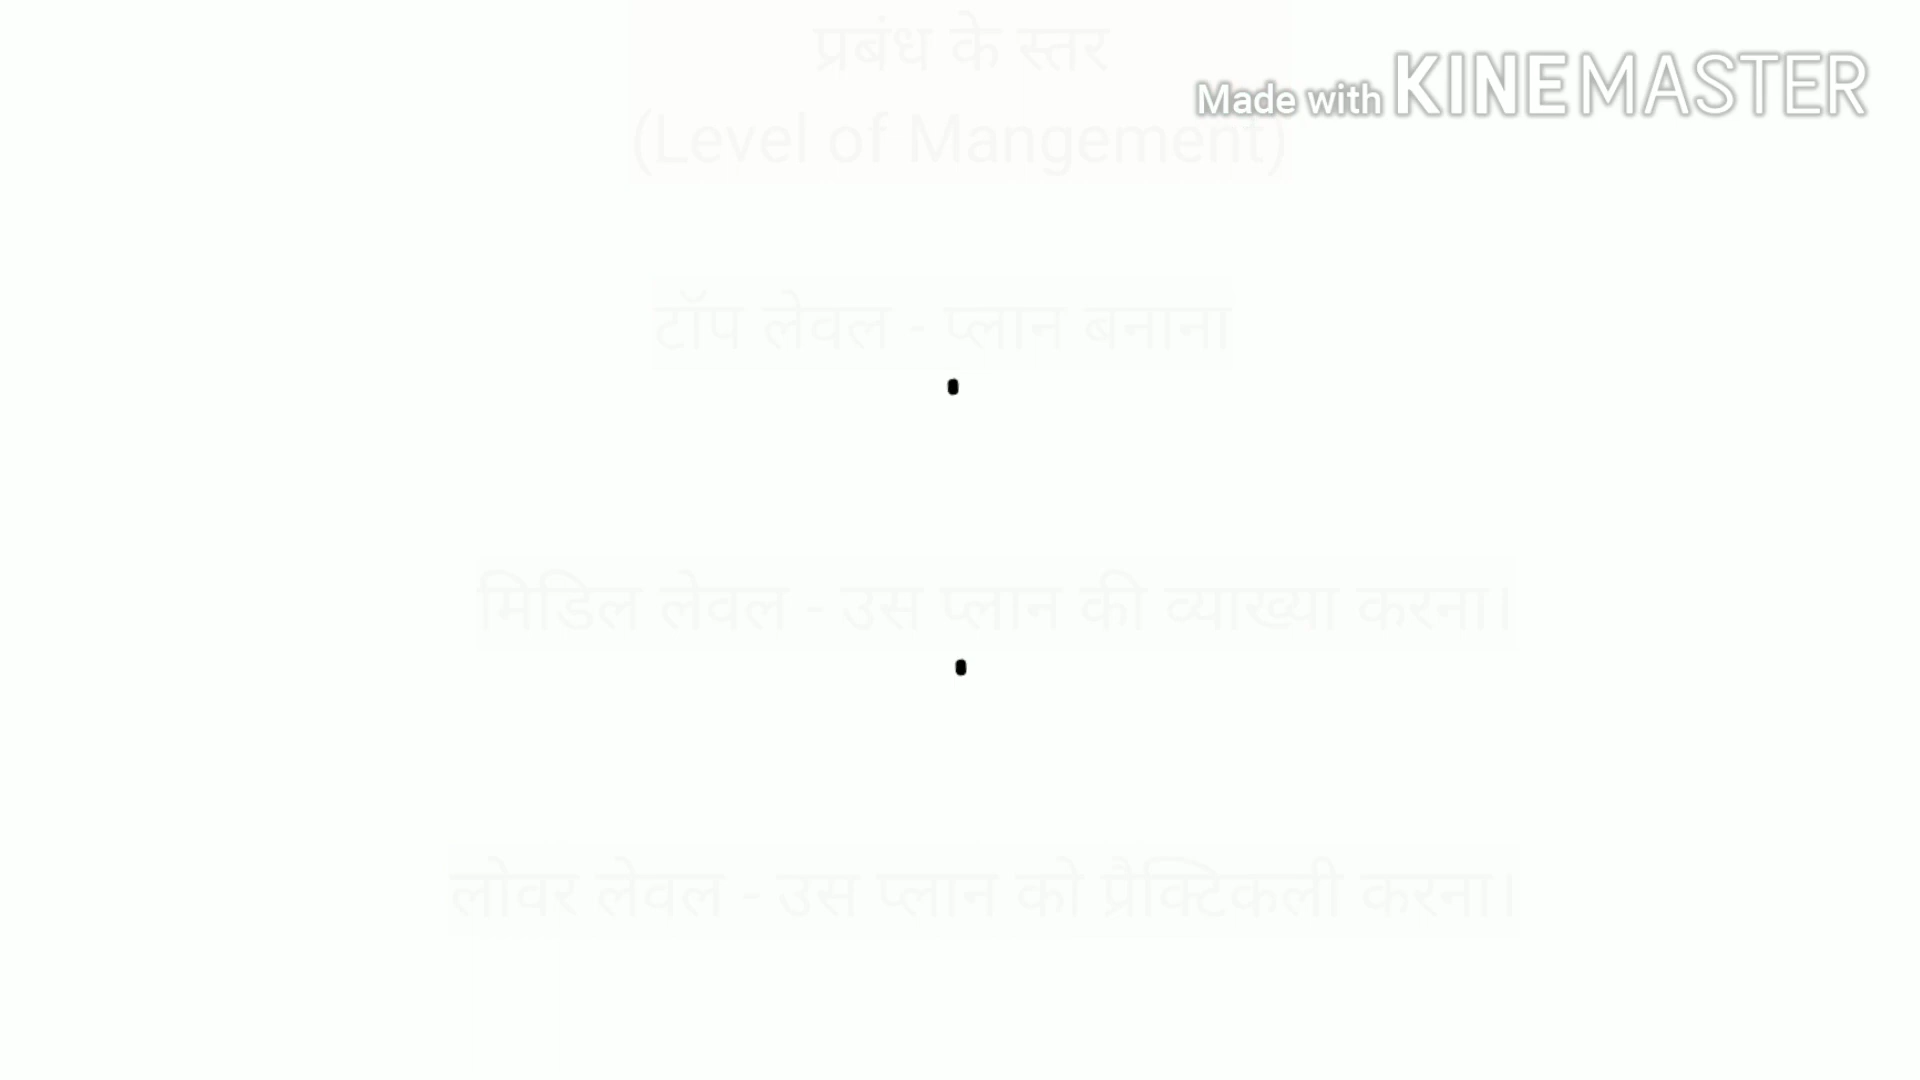 प्रबंध के स्तर
Made with KINEMASTER
(Level of Mangement)
टॉप लेवल - प्लान बनाना
मिडिल लेवल - उस प्लान की व्याख्या करना।
लोवर लेवल - उस प्लान को प्रैक्टिकली करना।